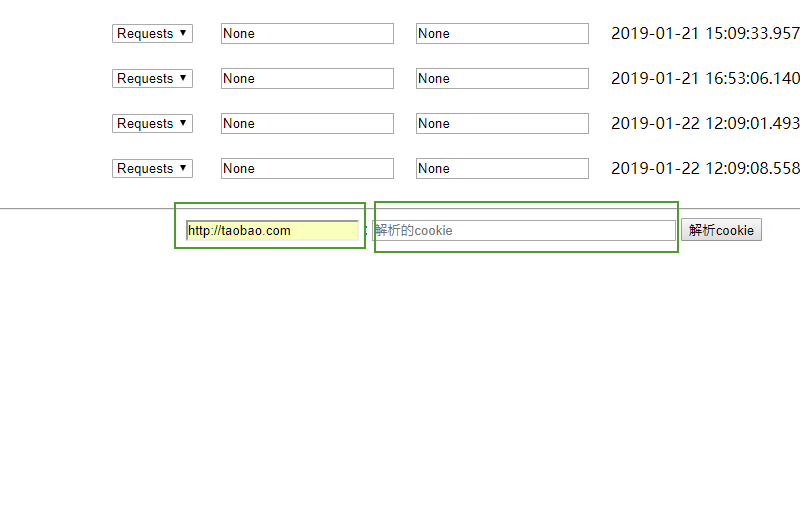 Requests ▼ None None 2019-01-21 15:09:33.957
Requests ▼ None None 2019-01-21 16:53:06.140
Requests ▼ None None 2019-01-22 12:09:01.493
Requests ▼ None None 2019-01-22 12:09:08.558
http://taobao.com : 解析的cookie 解析cookie